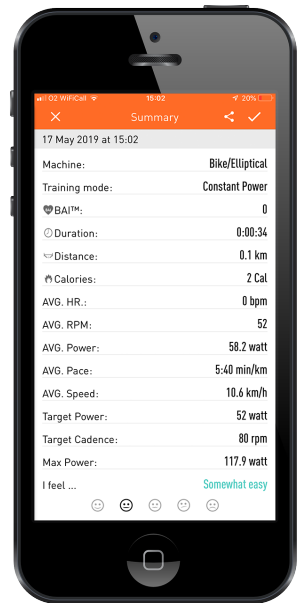 O2 WiFiCall 15:02 20%
Summary
17 May 2019 at 15:02
Machine: Bike/Elliptical
Training mode: Constant Power
BAI™: 0
Duration: 0:00:34
Distance: 0.1 km
Calories: 2 Cal
AVG. HR.: 0 bpm
AVG. RPM: 52
AVG. Power: 58.2 watt
AVG. Pace: 5:40 min/km
AVG. Speed: 10.6 km/h
Target Power: 52 watt
Target Cadence: 80 rpm
Max Power: 117.9 watt
I feel ... Somewhat easy